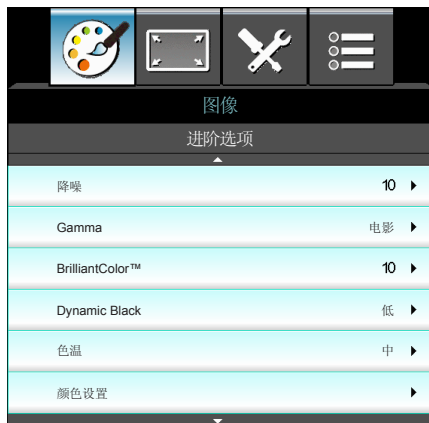 图像
进阶选项
降噪 10
Gamma 电影
BrilliantColor™ 10
Dynamic Black 低
色温 中
颜色设置